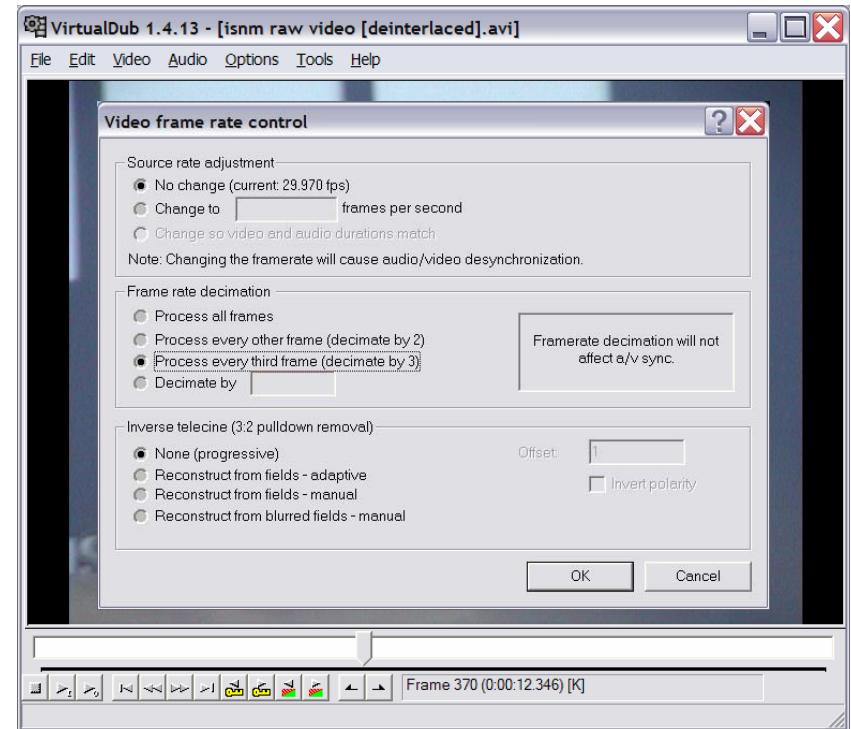 VirtualDub 1.4.13 - [isnm raw video [deinterlaced].avi]
File Edit Video Audio Options Tools Help
Video frame rate control
Source rate adjustment
No change (current: 29.970 fps)
Change to frames per second
Change so video and audio durations match
Note: Changing the framerate will cause audio/video desynchronization.
Frame rate decimation
Process all frames
Process every other frame (decimate by 2)
Process every third frame (decimate by 3)
Decimate by
Framerate decimation will not
affect a/v sync.
Inverse telecine (3:2 pulldown removal)
None (progressive)
Reconstruct from fields - adaptive
Reconstruct from fields - manual
Reconstruct from blurred fields - manual
Offset: 1
Invert polarity
OK Cancel
Frame 370 (0:00:12.346) [K]